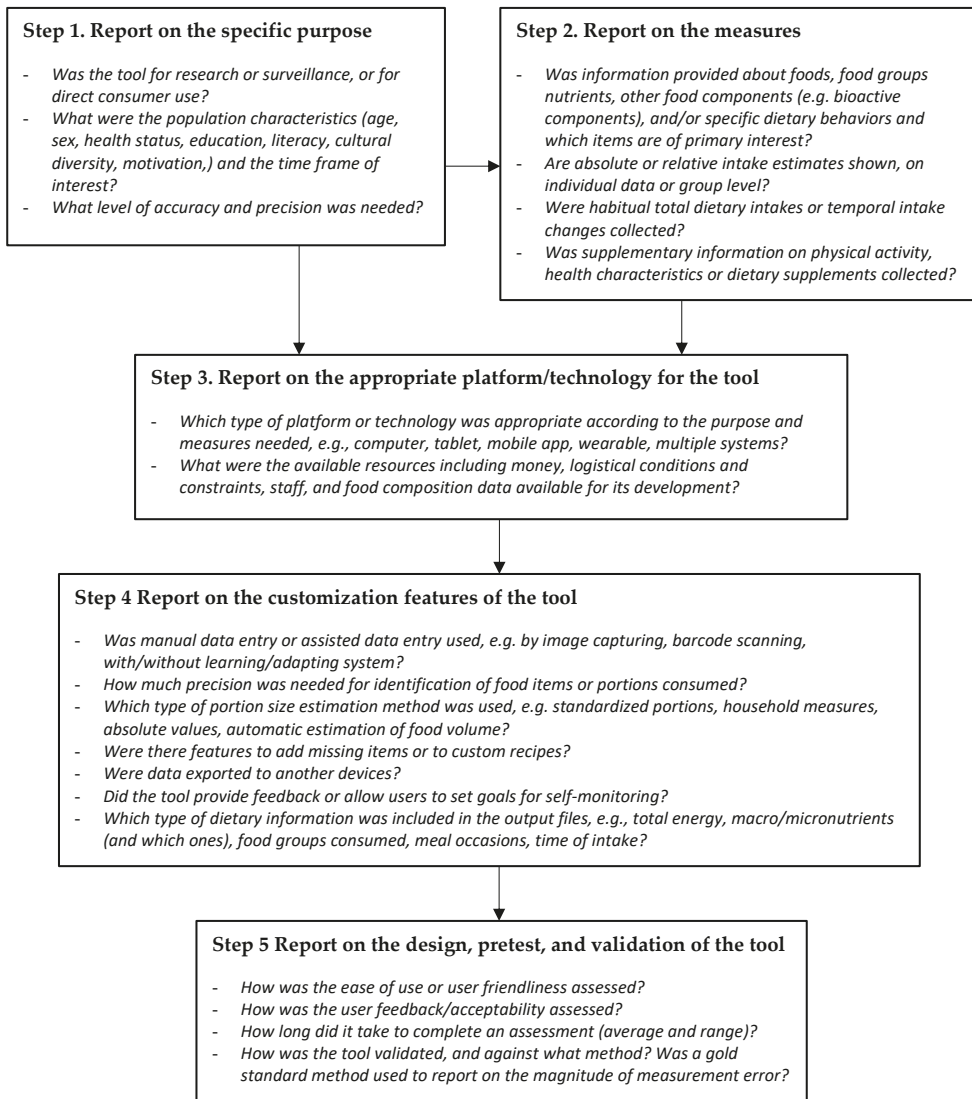 Step 1. Report on the specific purpose
- Was the tool for research or surveillance, or for
direct consumer use?
- What were the population characteristics (age,
sex, health status, education, literacy, cultural
diversity, motivation,) and the time frame of
interest?
- What level of accuracy and precision was needed?
Step 2. Report on the measures
- Was information provided about foods, food groups
nutrients, other food components (e.g. bioactive
components), and/or specific dietary behaviors and
which items are of primary interest?
- Are absolute or relative intake estimates shown, on
individual data or group level?
- Were habitual total dietary intakes or temporal intake
changes collected?
- Was supplementary information on physical activity,
health characteristics or dietary supplements collected?
Step 3. Report on the appropriate platform/technology for the tool
- Which type of platform or technology was appropriate according to the purpose and
measures needed, e.g., computer, tablet, mobile app, wearable, multiple systems?
- What were the available resources including money, logistical conditions and
constraints, staff, and food composition data available for its development?
Step 4 Report on the customization features of the tool
- Was manual data entry or assisted data entry used, e.g. by image capturing, barcode scanning,
with/without learning/adapting system?
- How much precision was needed for identification of food items or portions consumed?
- Which type of portion size estimation method was used, e.g. standardized portions, household measures,
absolute values, automatic estimation of food volume?
- Were there features to add missing items or to custom recipes?
- Were data exported to another devices?
- Did the tool provide feedback or allow users to set goals for self-monitoring?
- Which type of dietary information was included in the output files, e.g., total energy, macro/micronutrients
(and which ones), food groups consumed, meal occasions, time of intake?
Step 5 Report on the design, pretest, and validation of the tool
- How was the ease of use or user friendliness assessed?
- How was the user feedback/acceptability assessed?
- How long did it take to complete an assessment (average and range)?
- How was the tool validated, and against what method? Was a gold
standard method used to report on the magnitude of measurement error?